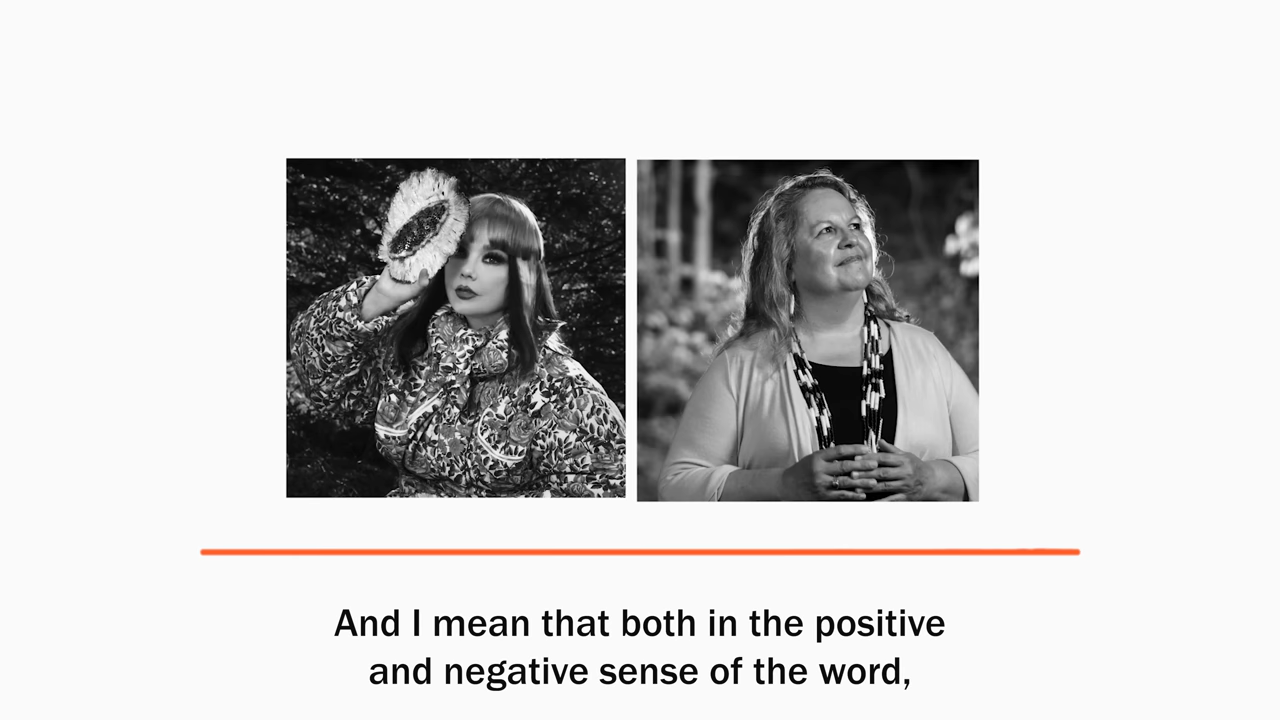 And I mean that both in the positive
and negative sense of the word,